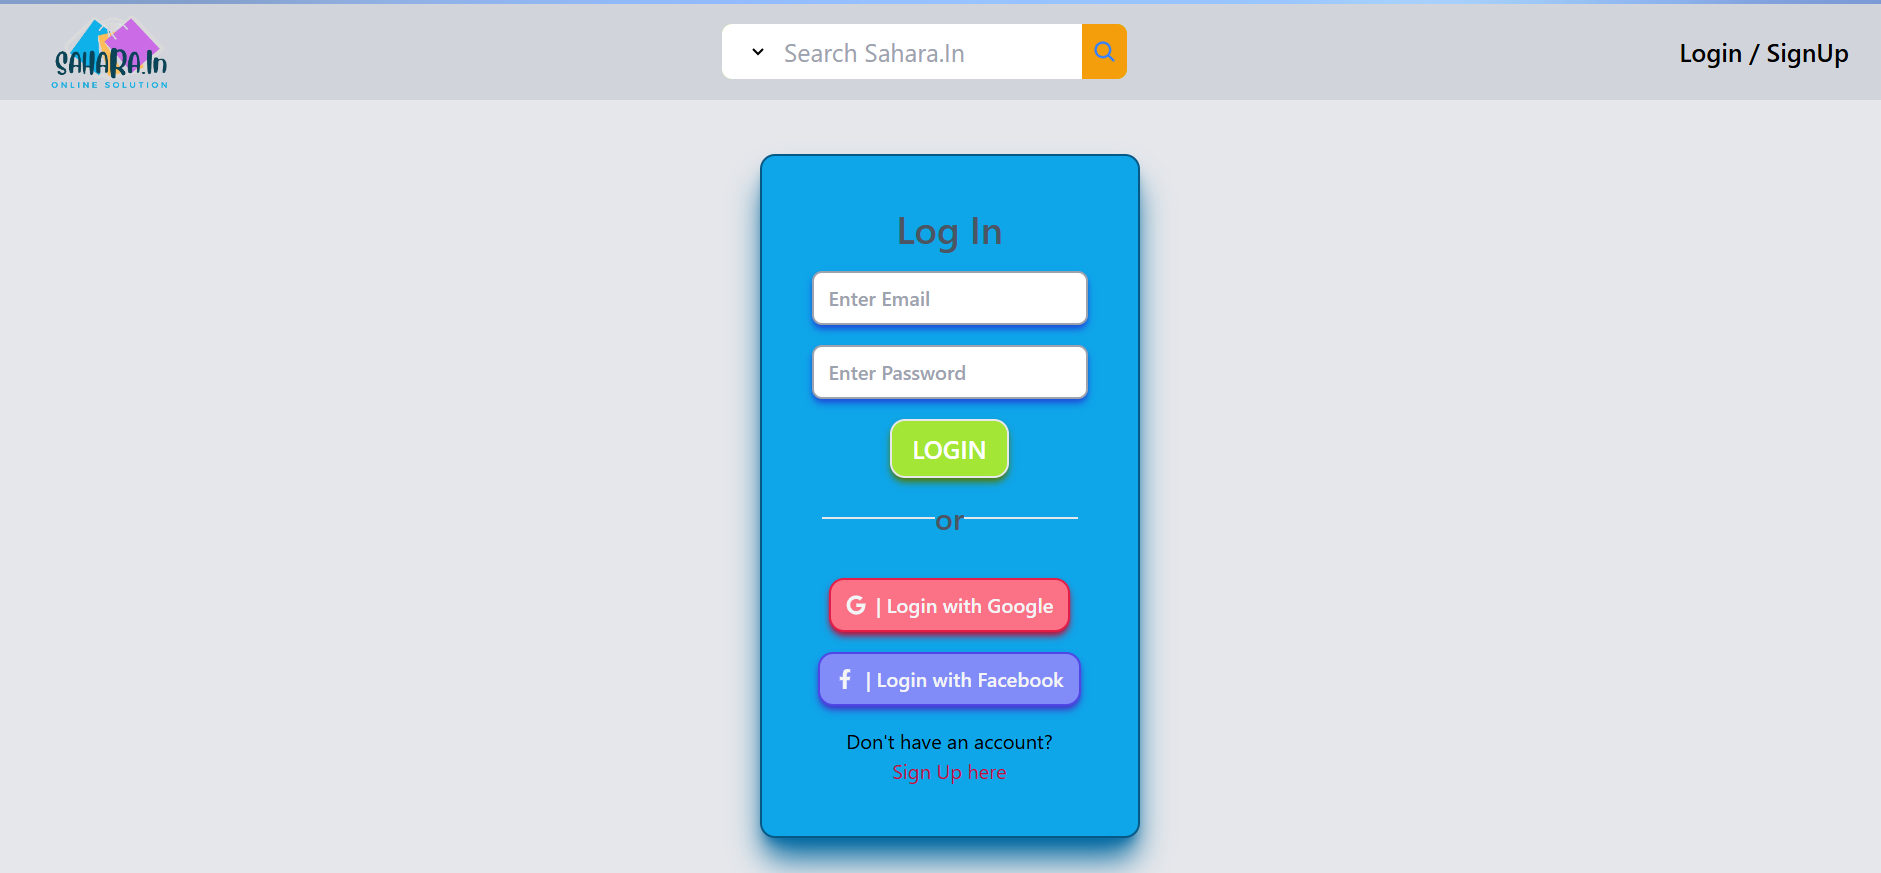 SAHARA.In
ONLINE SOLUTION
Search Sahara.In
Login / SignUp
Log In
Enter Email
Enter Password
LOGIN
or
G | Login with Google
f | Login with Facebook
Don't have an account?
Sign Up here